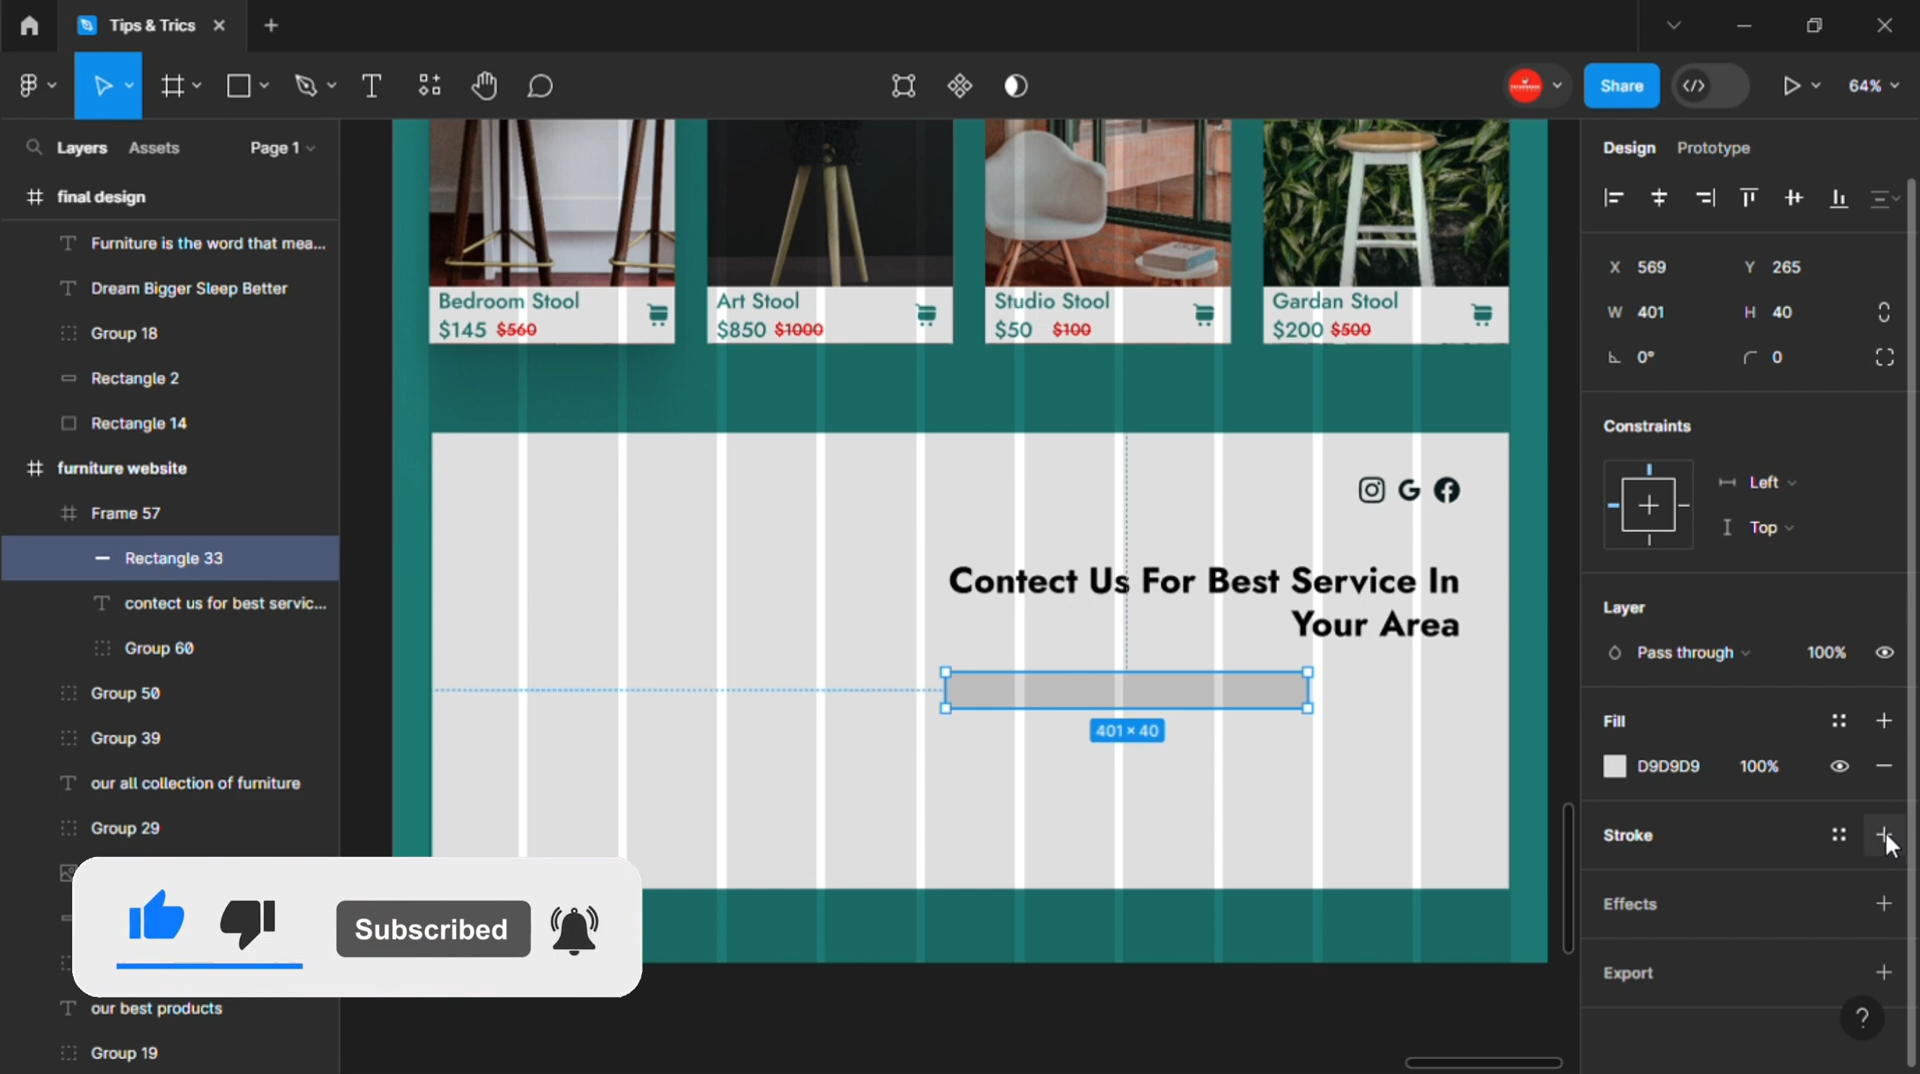 Tips & Trics
Share
64%
Layers
Assets
Page 1
final design
Furniture is the word that mea...
Dream Bigger Sleep Better
Group 18
Rectangle 2
Rectangle 14
furniture website
Frame 57
Rectangle 33
contect us for best servic...
Group 60
Group 50
Group 39
our all collection of furniture
Group 29
our best products
Group 19
Bedroom Stool
$145 $560
Art Stool
$850 $1000
Studio Stool
$50 $100
Gardan Stool
$200 $500
Contect Us For Best Service In
Your Area
401 × 40
Subscribed
Design
Prototype
X 569
Y 265
W 401
H 40
0°
0
Constraints
Left
Top
Layer
Pass through
100%
Fill
D9D9D9
100%
Stroke
Effects
Export
?